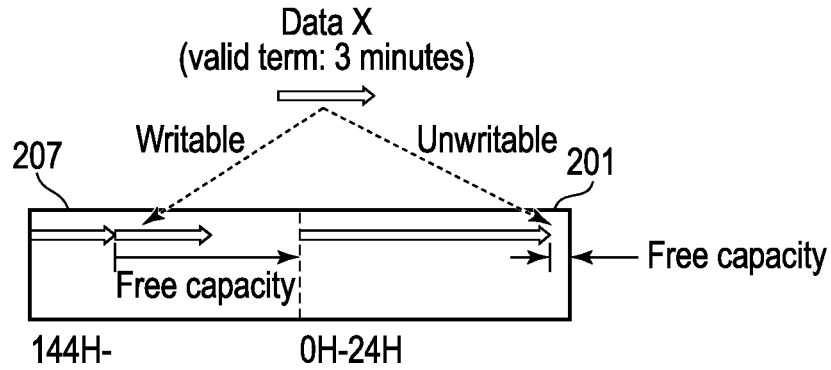 Data X
(valid term: 3 minutes)
Writable
Unwritable
207
201
Free capacity
Free capacity
144H-
0H-24H